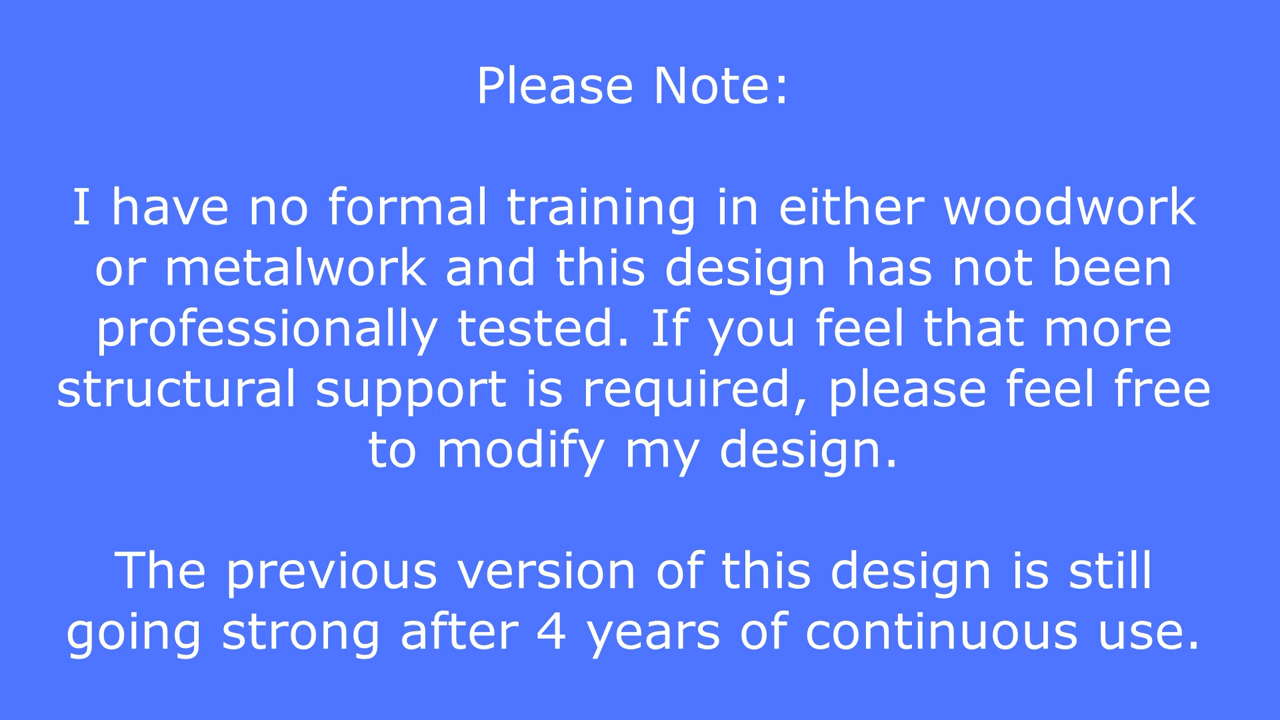 Please Note:
I have no formal training in either woodwork
or metalwork and this design has not been
professionally tested. If you feel that more
structural support is required, please feel free
to modify my design.
The previous version of this design is still
going strong after 4 years of continuous use.